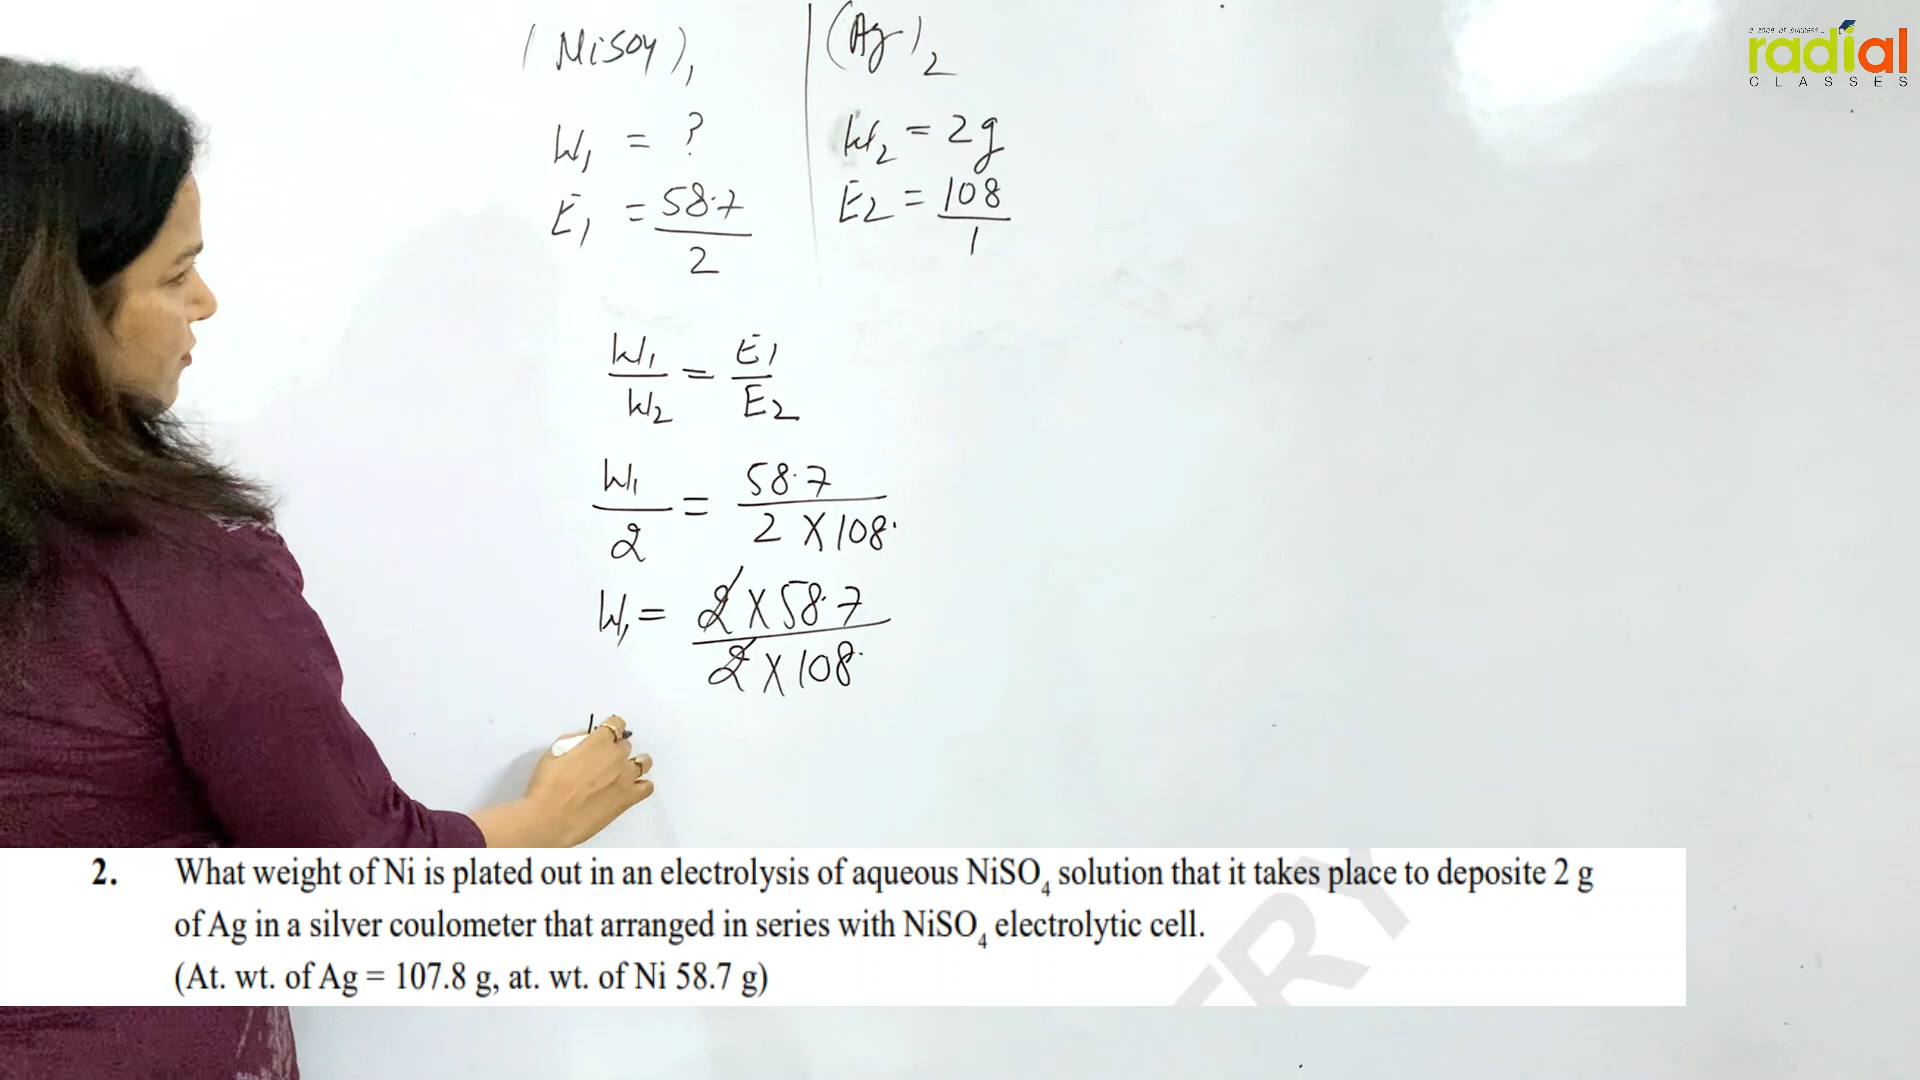 A ZONE OF SUCCESS...
radial
CLASSES
(NiSO4)₁ | (Ag)₂
W₁ = ? W₂ = 2g
E₁ = 58.7/2 E₂ = 108/1
W₁/W₂ = E₁/E₂
W₁/2 = 58.7/2 X 108.
W₁ = 2 X 58.7/2 X 108.
2. What weight of Ni is plated out in an electrolysis of aqueous NiSO₄ solution that it takes place to deposite 2 g
of Ag in a silver coulometer that arranged in series with NiSO₄ electrolytic cell.
(At. wt. of Ag = 107.8 g, at. wt. of Ni 58.7 g)
TRY